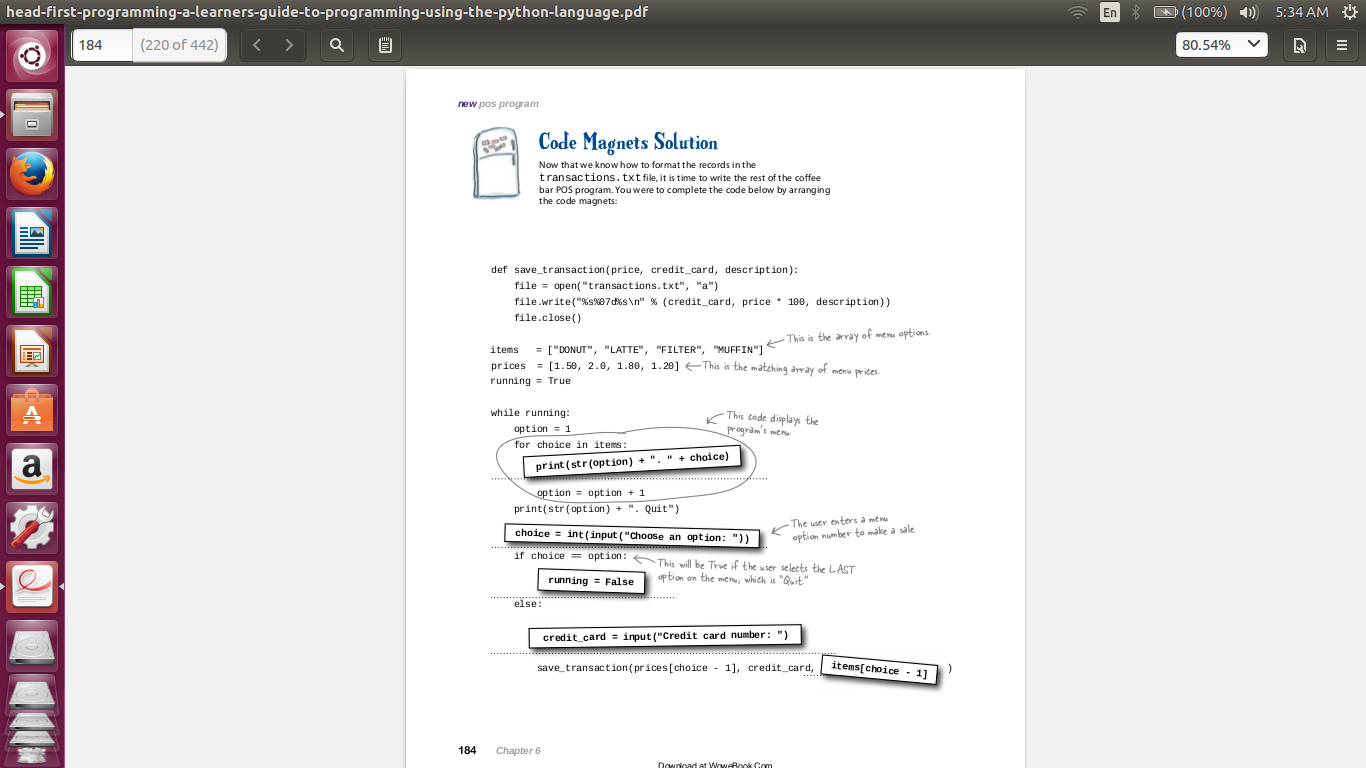 head-first-programming-a-learners-guide-to-programming-using-the-python-language.pdf
En
(100%)
5:34 AM
184
(220 of 442)
80.54%
new pos program
Code Magnets Solution
Now that we know how to format the records in the
transactions.txt file, it is time to write the rest of the coffee
bar POS program. You were to complete the code below by arranging
the code magnets:
def save_transaction(price, credit_card, description):
    file = open("transactions.txt", "a")
    file.write("%s%07d%s\n" % (credit_card, price * 100, description))
    file.close()
This is the array of menu options.
items   = ["DONUT", "LATTE", "FILTER", "MUFFIN"]
prices  = [1.50, 2.0, 1.80, 1.20]
This is the matching array of menu prices.
running = True
while running:
    option = 1
This code displays the
program's menu.
    for choice in items:
        print(str(option) + ". " + choice)
        option = option + 1
    print(str(option) + ". Quit")
    choice = int(input("Choose an option: "))
The user enters a menu
option number to make a sale.
    if choice == option:
This will be True if the user selects the LAST
option on the menu, which is "Quit."
        running = False
    else:
        credit_card = input("Credit card number: ")
        save_transaction(prices[choice - 1], credit_card, items[choice - 1] )
184 Chapter 6
Download at WoweBook.Com